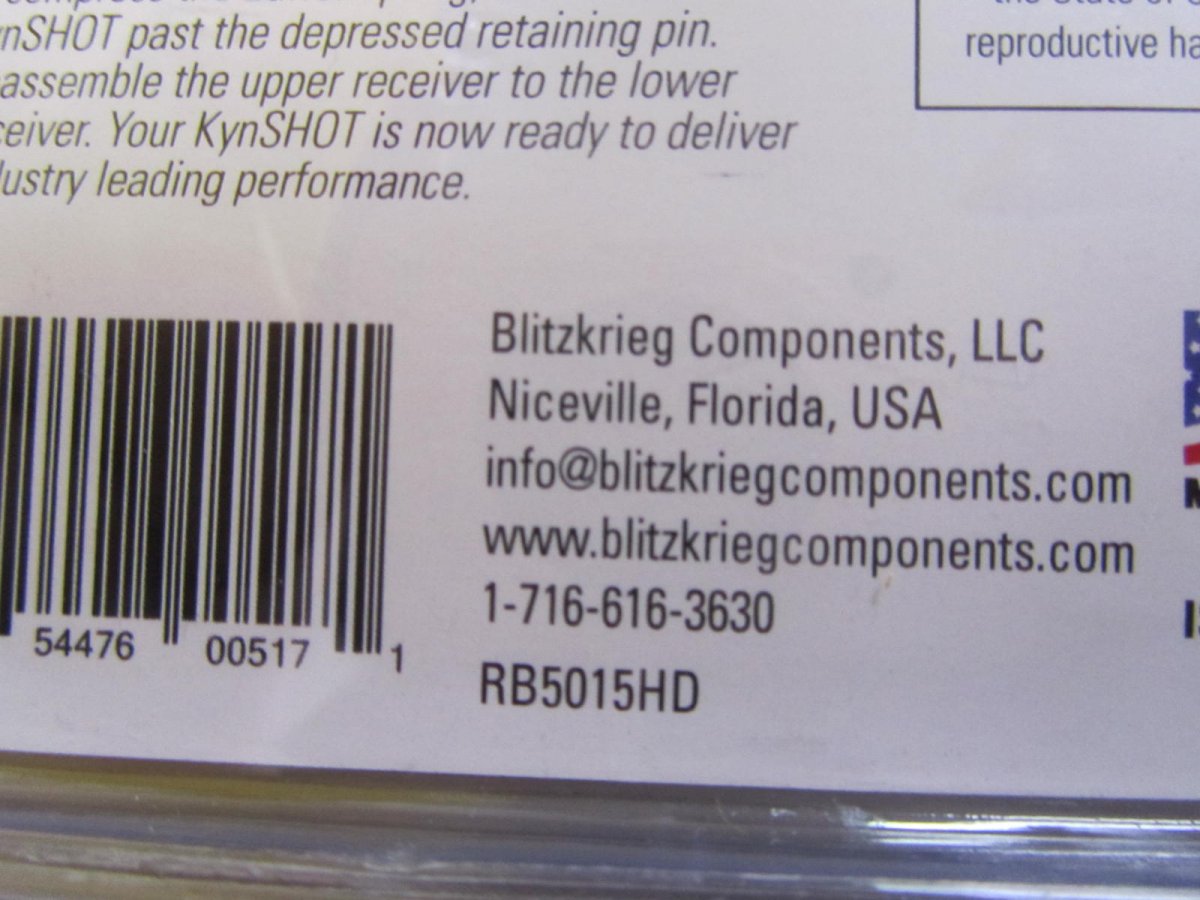 nSHOT past the depressed retaining pin.
assemble the upper receiver to the lower
ceiver. Your KynSHOT is now ready to deliver
dustry leading performance.
reproductive ha
54476 00517 1
Blitzkrieg Components, LLC
Niceville, Florida, USA
info@blitzkriegcomponents.com
www.blitzkriegcomponents.com
1-716-616-3630
RB5015HD